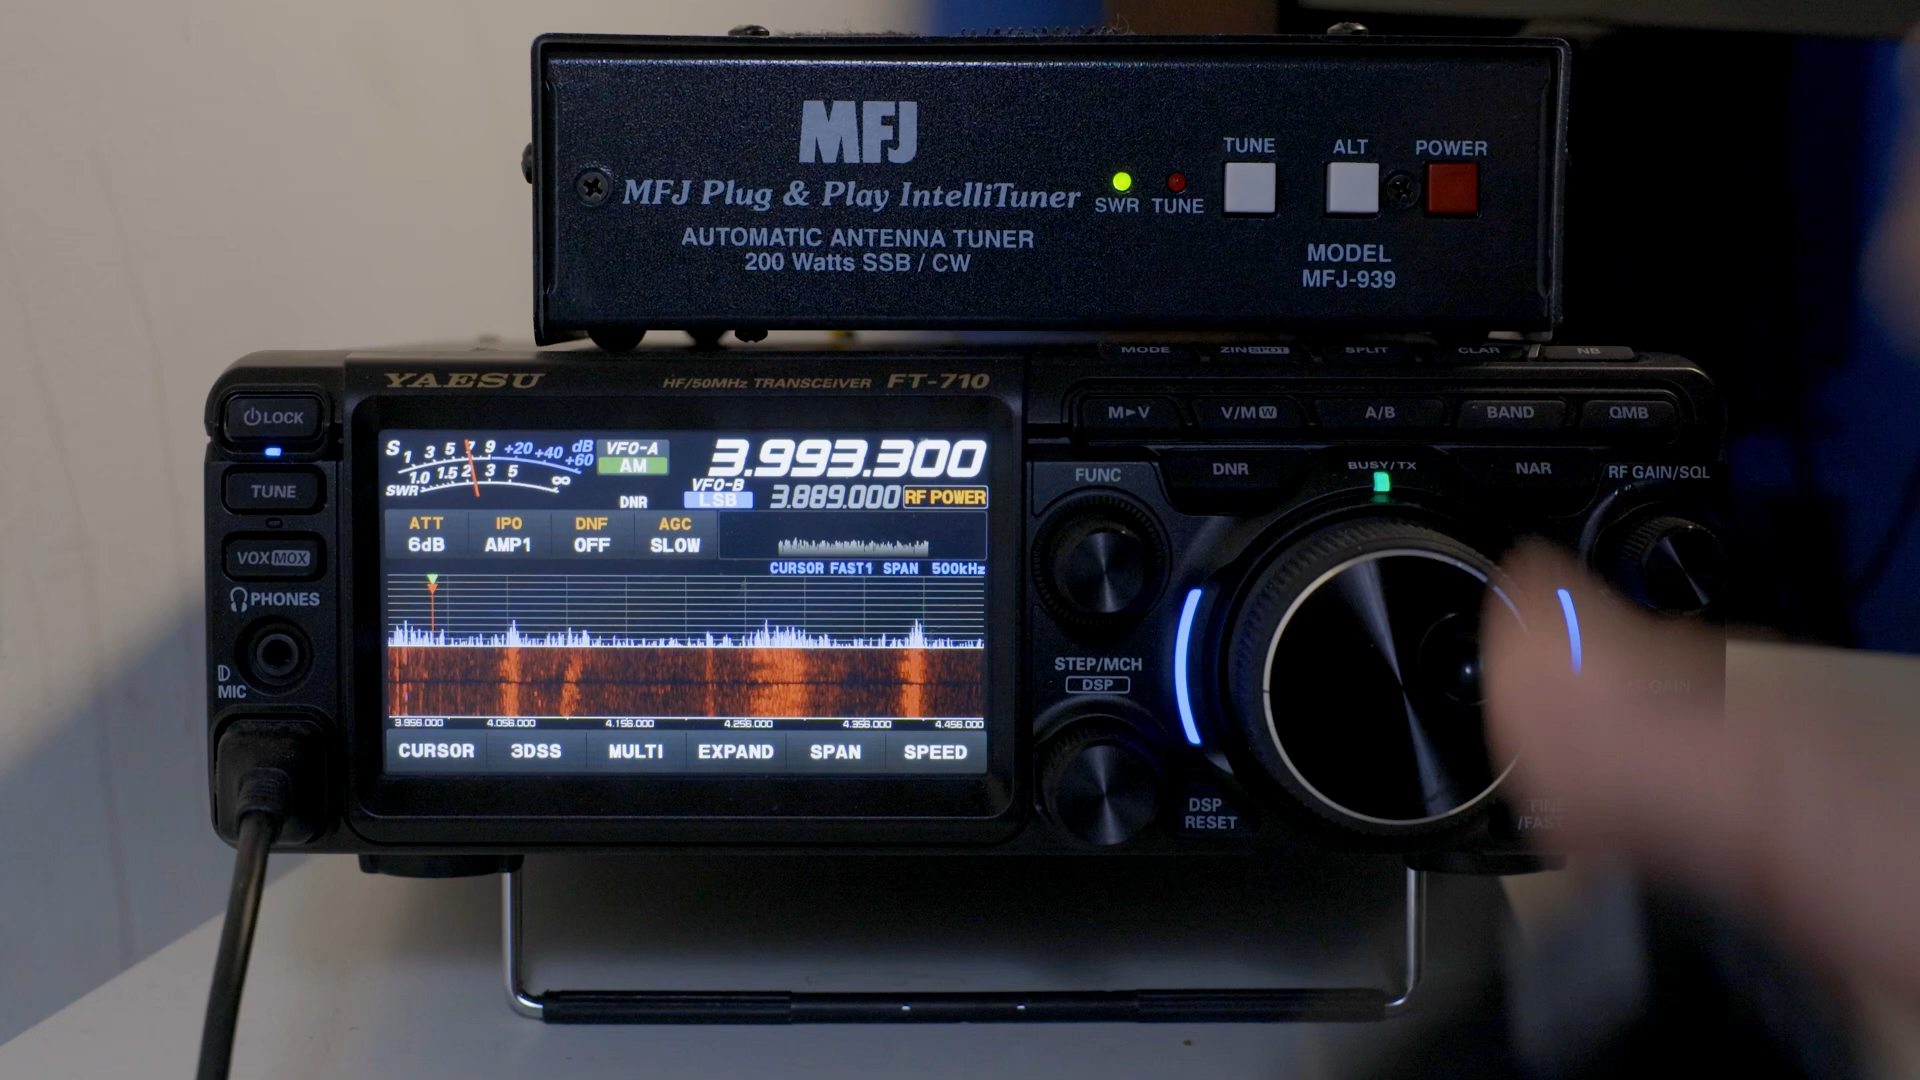 MFJ
MFJ Plug & Play IntelliTuner
AUTOMATIC ANTENNA TUNER
200 Watts SSB / CW
SWR TUNE
TUNE ALT POWER
MODEL
MFJ-939
YAESU HF/50MHz TRANSCEIVER FT-710
MODE ZIN SPOT SPLIT CLAR NB
LOCK
TUNE
VOX MOX
PHONES
MIC
M►V V/M W A/B BAND QMB
FUNC DNR BUSY/TX NAR RF GAIN/SQL
STEP/MCH
DSP
DSP
RESET
GAIN
FINE
/FAST
S 1 3 5 7 9 +20 +40 +60 dB
SWR 1.0 1.5 2 3 5 ∞
VFO-A
AM
3.993.300
VFO-B
LSB
3.889.000
RF POWER
DNR
ATT IPO DNF AGC
6dB AMP1 OFF SLOW
CURSOR FAST1 SPAN 500kHz
3.956.000 4.056.000 4.156.000 4.256.000 4.356.000 4.456.000
CURSOR 3DSS MULTI EXPAND SPAN SPEED